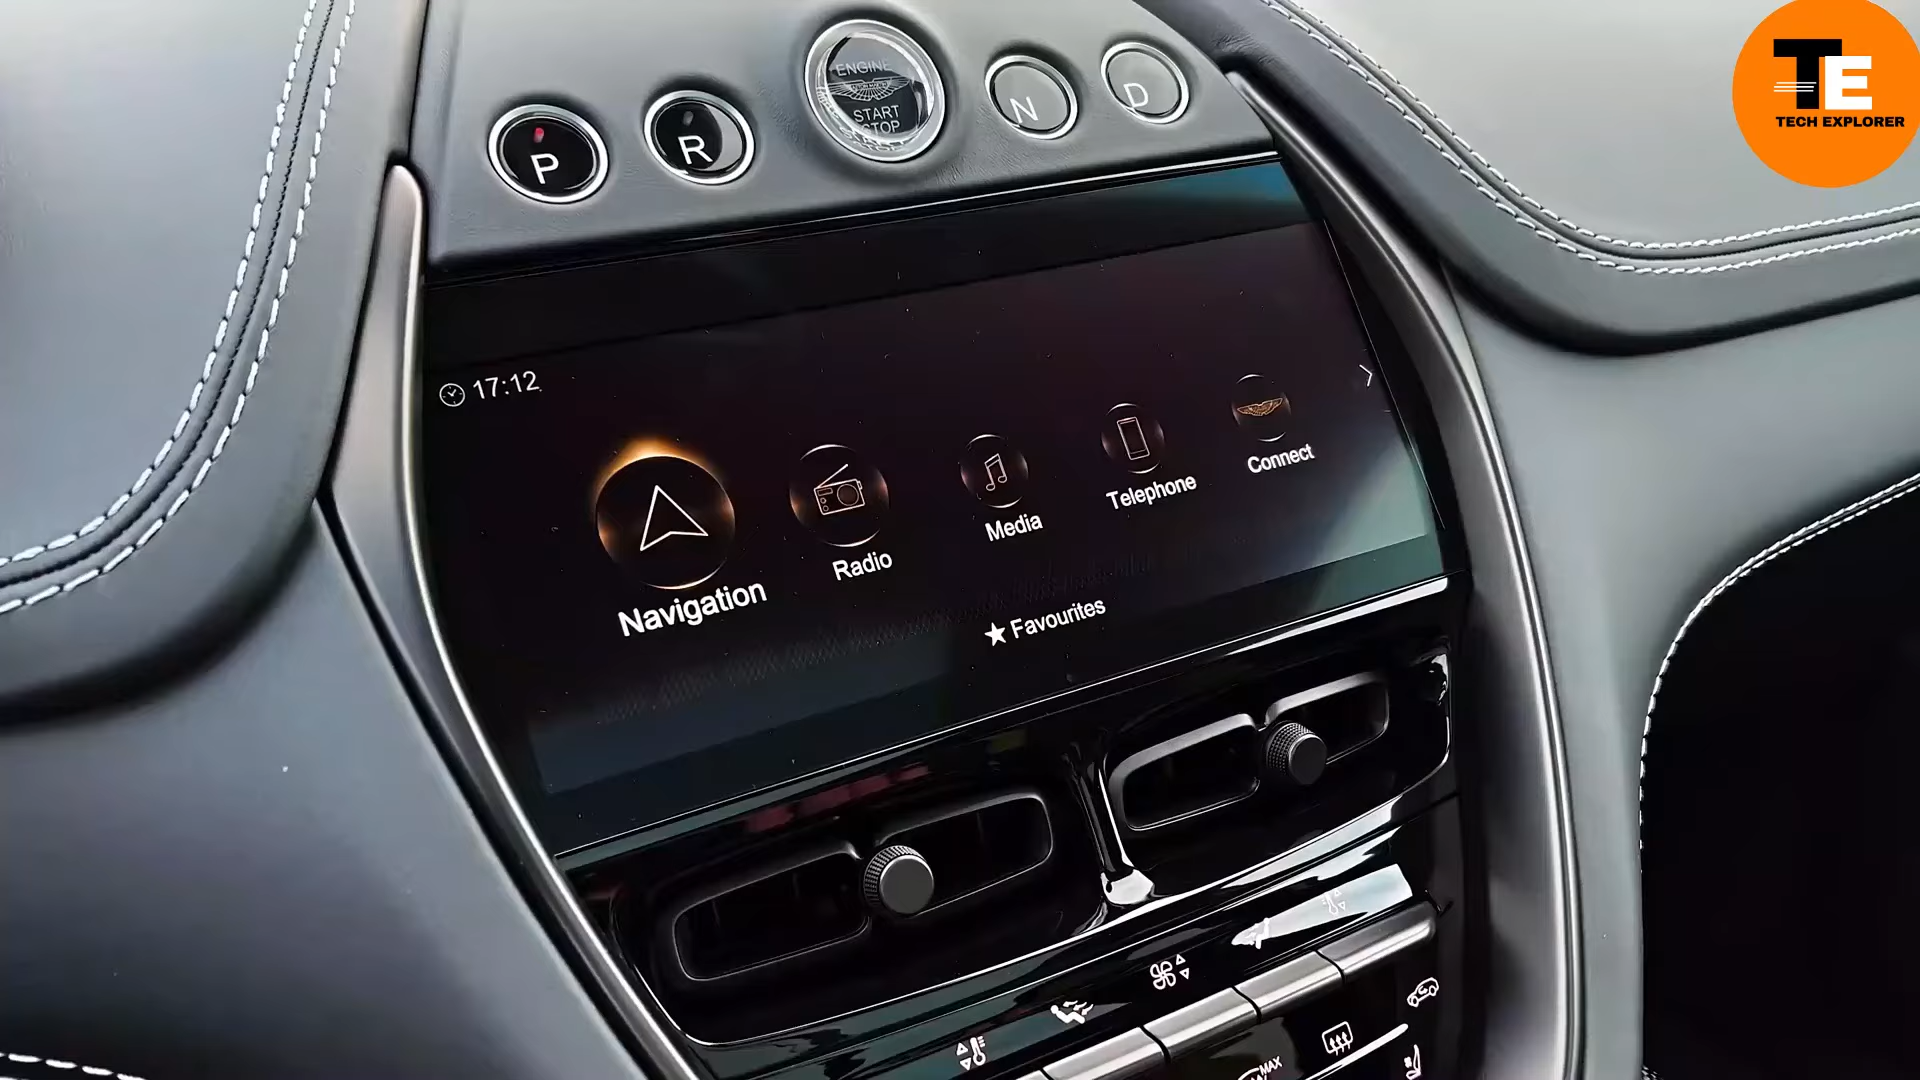 TE
TECH EXPLORER
P
R
ENGINE
START
STOP
N
D
17:12
Navigation
Radio
Media
Telephone
Connect
Favourites
MAX